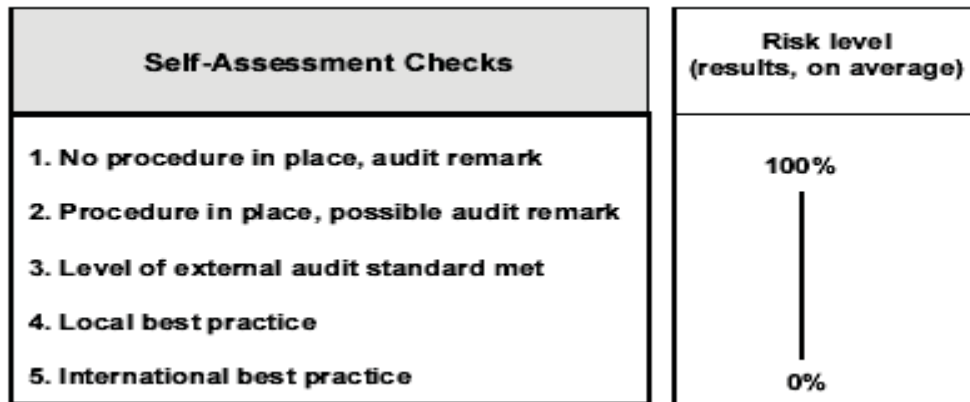 Self-Assessment Checks
1. No procedure in place, audit remark
2. Procedure in place, possible audit remark
3. Level of external audit standard met
4. Local best practice
5. International best practice
Risk level
(results, on average)
100%
0%